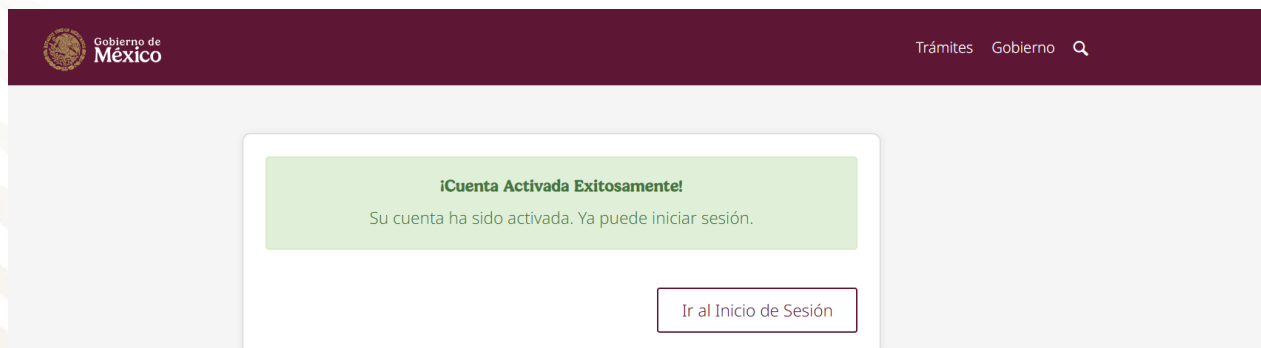 Gobierno de
México
Trámites Gobierno
¡Cuenta Activada Exitosamente!
Su cuenta ha sido activada. Ya puede iniciar sesión.
Ir al Inicio de Sesión